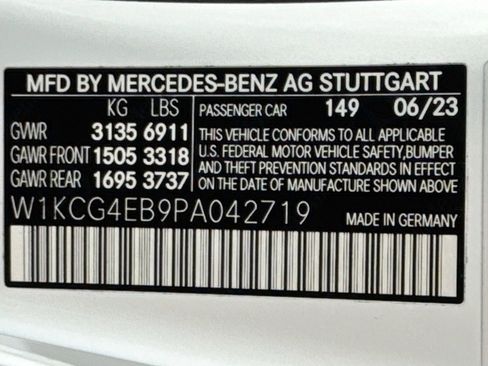 MFD BY MERCEDES-BENZ AG STUTTGART
KG LBS
GVWR 3135 6911
GAWR FRONT 1505 3318
GAWR REAR 1695 3737
PASSENGER CAR 149 06/23
THIS VEHICLE CONFORMS TO ALL APPLICABLE
U.S. FEDERAL MOTOR VEHICLE SAFETY, BUMPER
AND THEFT PREVENTION STANDARDS IN EFFECT ON
THE DATE OF MANUFACTURE SHOWN ABOVE
W1KCG4EB9PA042719
MADE IN GERMANY